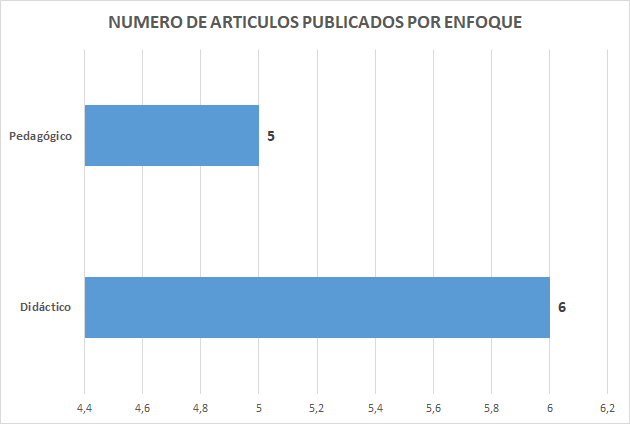 NUMERO DE ARTICULOS PUBLICADOS POR ENFOQUE
Pedagógico
5
Didáctico
6
4,4 4,6 4,8 5 5,2 5,4 5,6 5,8 6 6,2